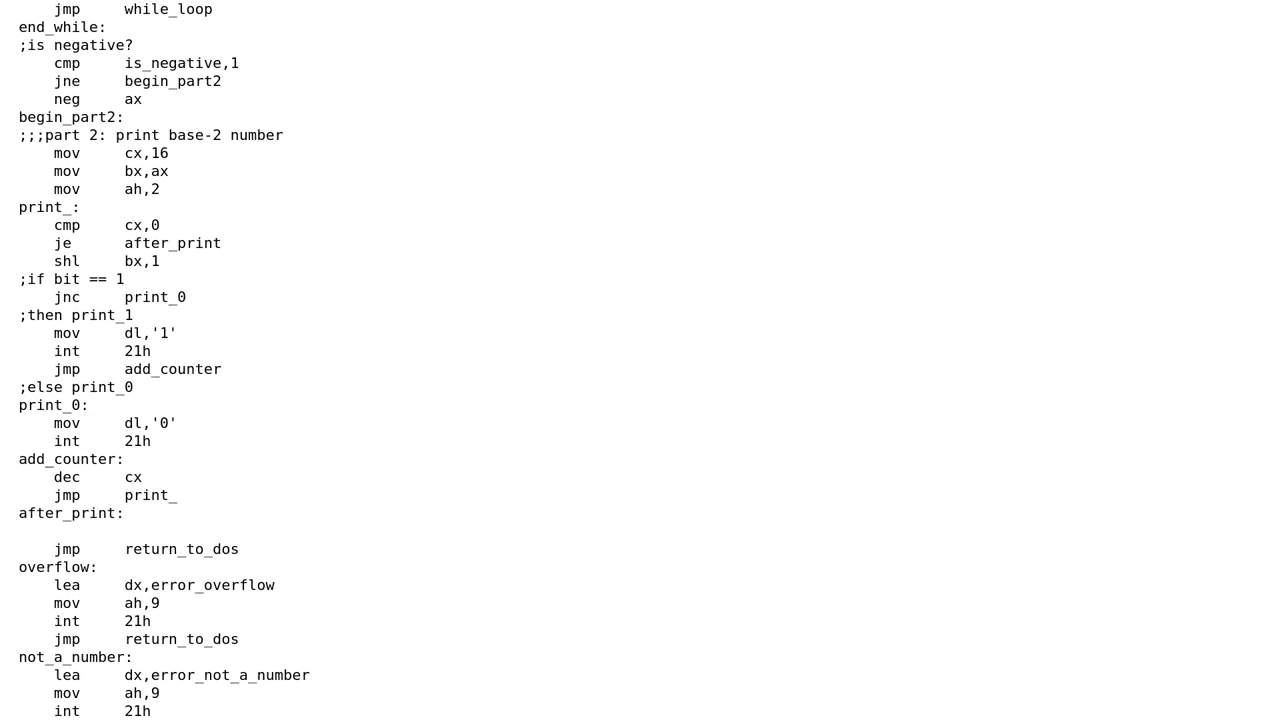 jmp     while_loop
end_while:
;is negative?
    cmp     is_negative,1
    jne     begin_part2
    neg     ax
begin_part2:
;;;part 2: print base-2 number
    mov     cx,16
    mov     bx,ax
    mov     ah,2
print_:
    cmp     cx,0
    je      after_print
    shl     bx,1
;if bit == 1
    jnc     print_0
;then print_1
    mov     dl,'1'
    int     21h
    jmp     add_counter
;else print_0
print_0:
    mov     dl,'0'
    int     21h
add_counter:
    dec     cx
    jmp     print_
after_print:

    jmp     return_to_dos
overflow:
    lea     dx,error_overflow
    mov     ah,9
    int     21h
    jmp     return_to_dos
not_a_number:
    lea     dx,error_not_a_number
    mov     ah,9
    int     21h